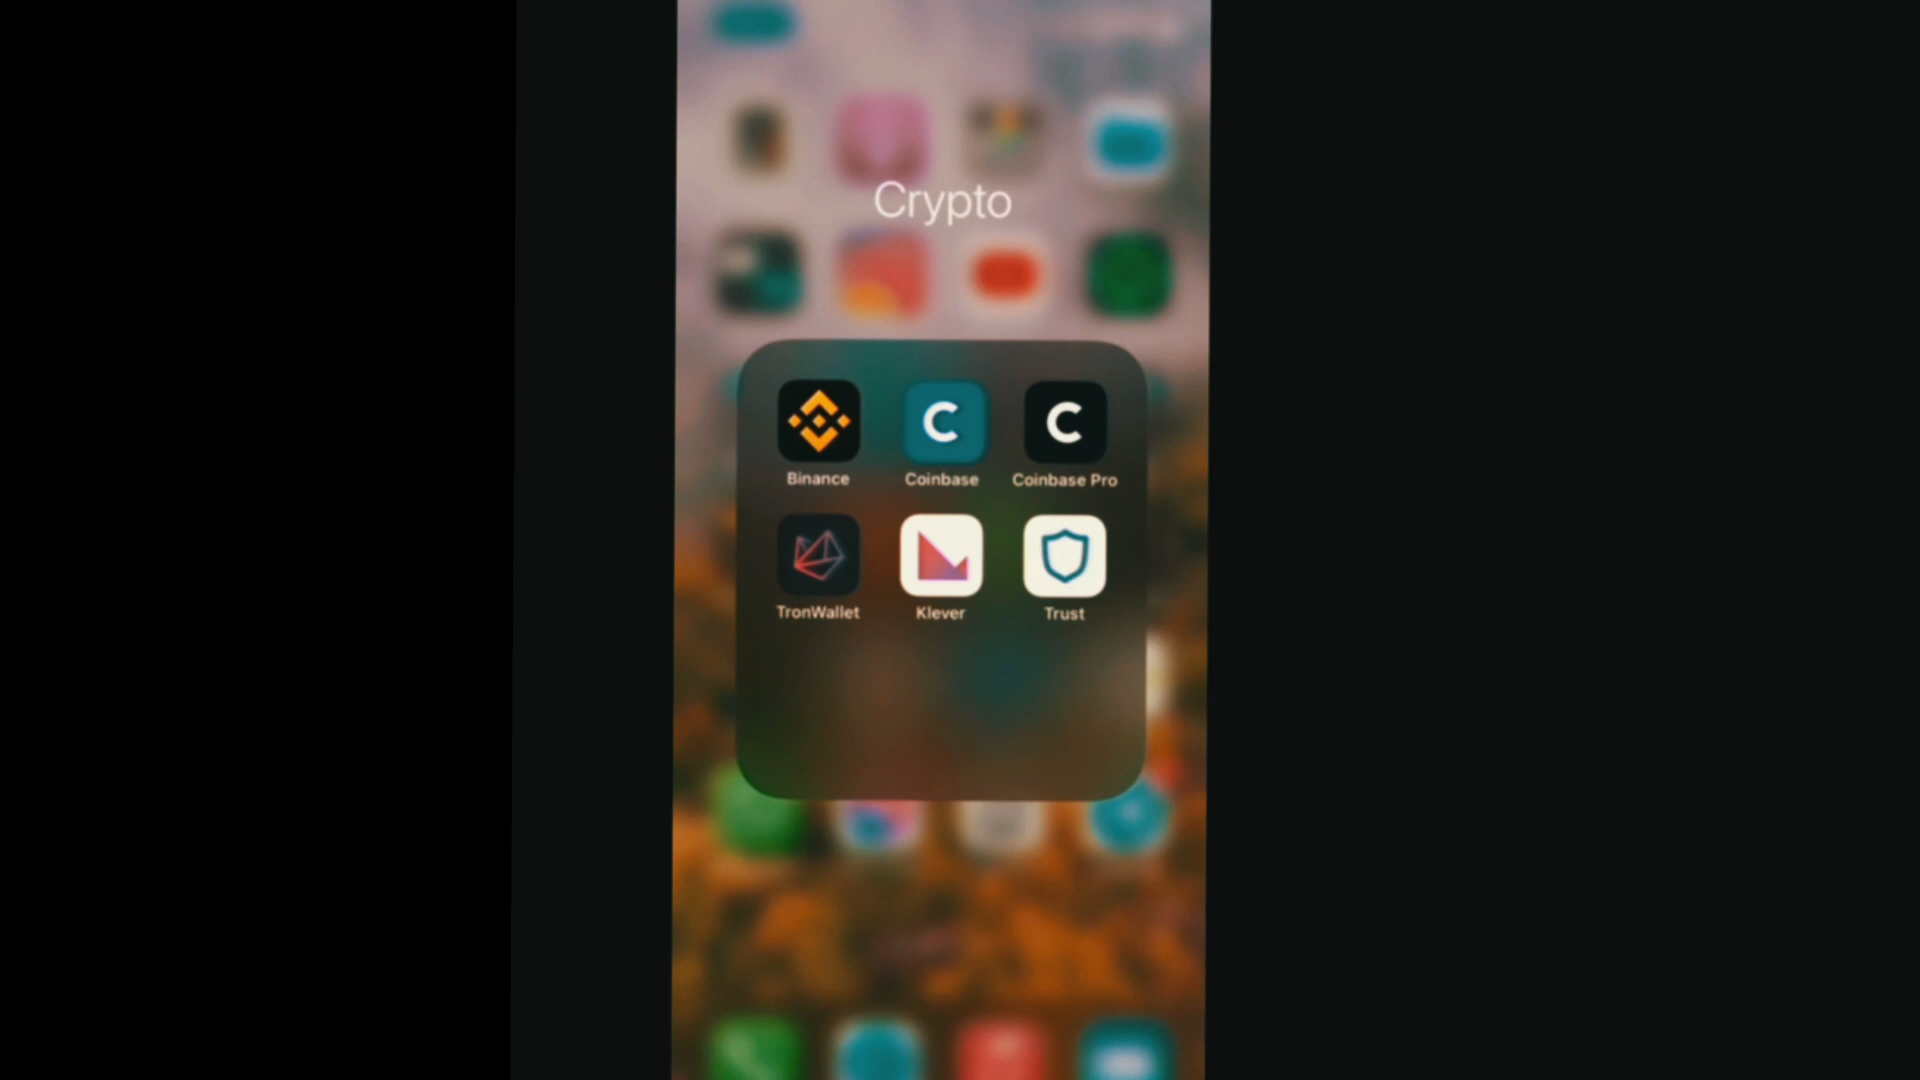 Crypto
Binance
Coinbase
Coinbase Pro
TronWallet
Klever
Trust